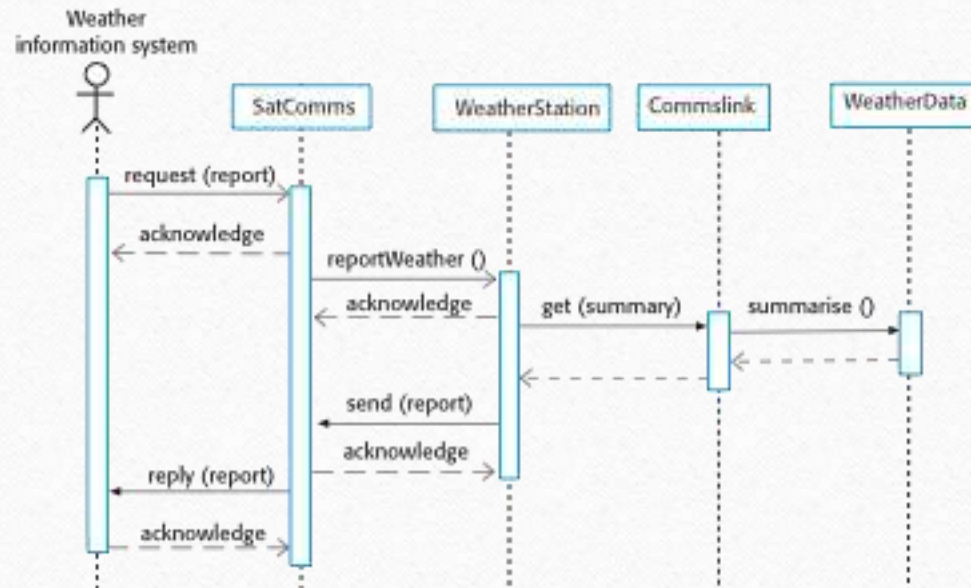 Weather
information system
SatComms
WeatherStation
Commslink
WeatherData
request (report)
acknowledge
reportWeather ()
acknowledge
get (summary)
summarise ()
send (report)
acknowledge
reply (report)
acknowledge